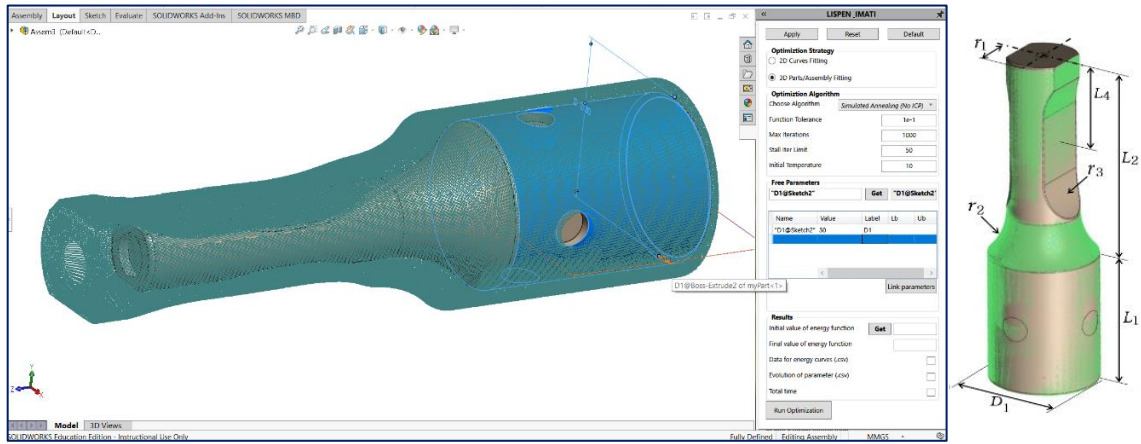 Assembly Layout Sketch Evaluate SOLIDWORKS Add-Ins SOLIDWORKS MBD
Assem3 (Default<D...
D1@Boss-Extrude2 of myPart<1>
Y
Z X
Model 3D Views
SOLIDWORKS Education Edition - Instructional Use Only
Fully Defined Editing Assembly MMGS
LISPEN_IMATI
Apply Reset Default
Optimiztion Strategy
2D Curves Fitting
3D Parts/Assembly Fitting
Optimiztion Algorithm
Choose Algorithm Simulated Annealing (No ICP)
Function Tolerance 1e-1
Max Iterations 1000
Stall Iter Limit 50
Initial Temperature 10
Free Parameters
"D1@Sketch2" Get "D1@Sketch2"
Name Value Label Lb Ub
"D1@Sketch2" 30 D1
Link parameters
Results
Initial value of energy function Get
Final value of energy function
Data for energy curves (.csv)
Evolution of parameter (.csv)
Total time
Run Optimization
r1
L4
L2
r3
r2
L1
D1